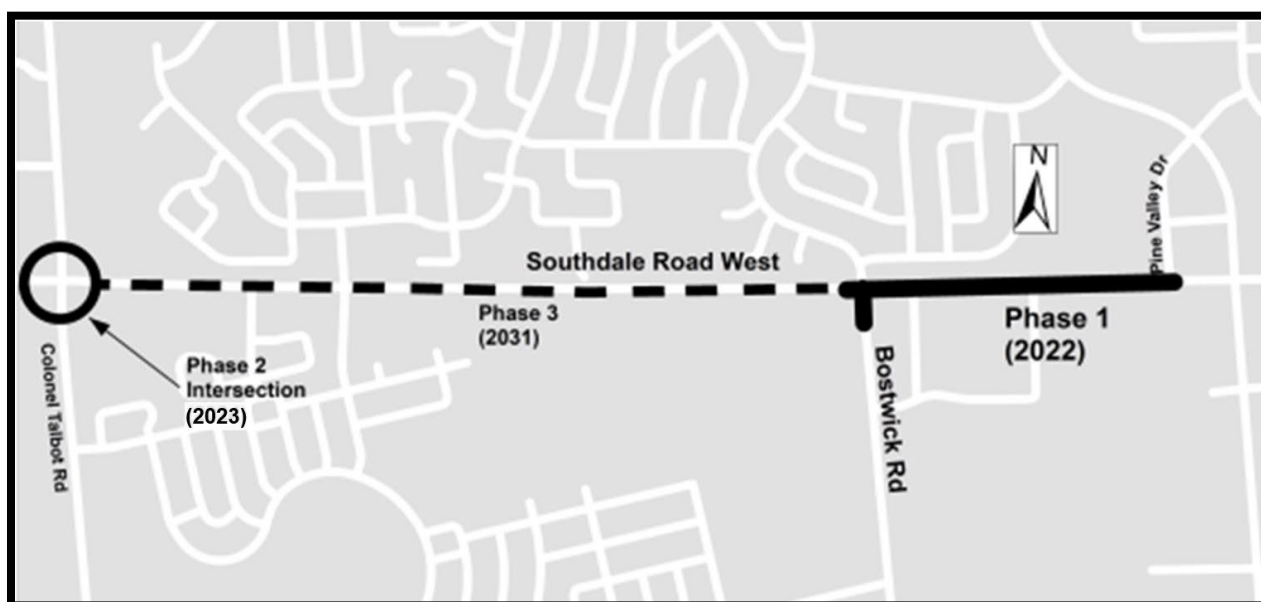 N
Pine Valley Dr
Southdale Road West
Phase 3
(2031)
Phase 1
(2022)
Phase 2
Intersection
(2023)
Colonel Talbot Rd
Bostwick Rd